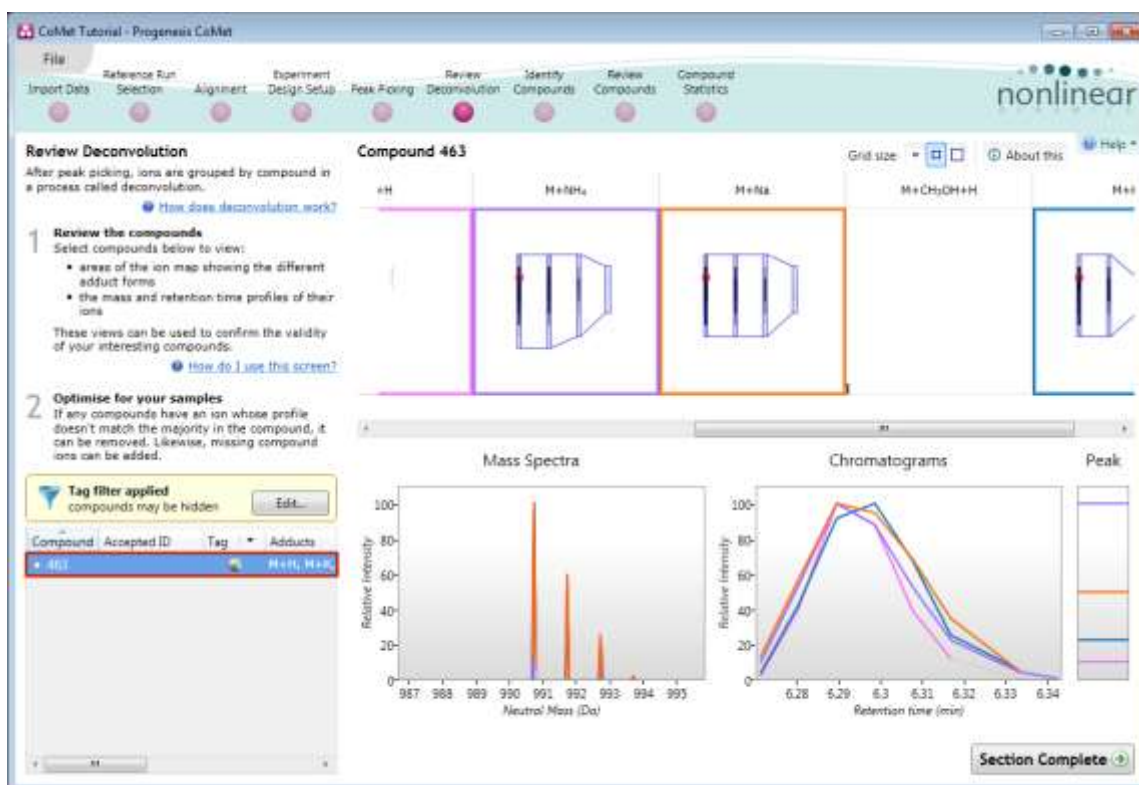 CoMet Tutorial - Progenesis CoMet
File
Import Data
Reference Run Selection
Alignment
Experiment Design Setup
Peak Picking
Review Deconvolution
Identify Compounds
Review Compounds
Compound Statistics
nonlinear
Review Deconvolution
After peak picking, ions are grouped by compound in
a process called deconvolution.
How does deconvolution work?
1 Review the compounds
Select compounds below to view:
• areas of the ion map showing the different
adduct forms
• the mass and retention time profiles of their
ions
These views can be used to confirm the validity
of your interesting compounds.
How do I use this screen?
2 Optimise for your samples
If any compounds have an ion whose profile
doesn't match the majority in the compound, it
can be removed. Likewise, missing compound
ions can be added.
Tag filter applied
compounds may be hidden
Edit...
Compound Accepted ID Tag Adducts
463 M+H, M+K,
Compound 463
Grid size
About this
Help
+H M+NH₄ M+Na M+CH₃OH+H
Mass Spectra
Relative Intensity
100
80
60
40
20
0
987 988 989 990 991 992 993 994 995
Neutral Mass (Da)
Chromatograms
Relative Intensity
100
80
60
40
20
0
6.28 6.29 6.3 6.31 6.32 6.33 6.34
Retention time (min)
Peak
Section Complete